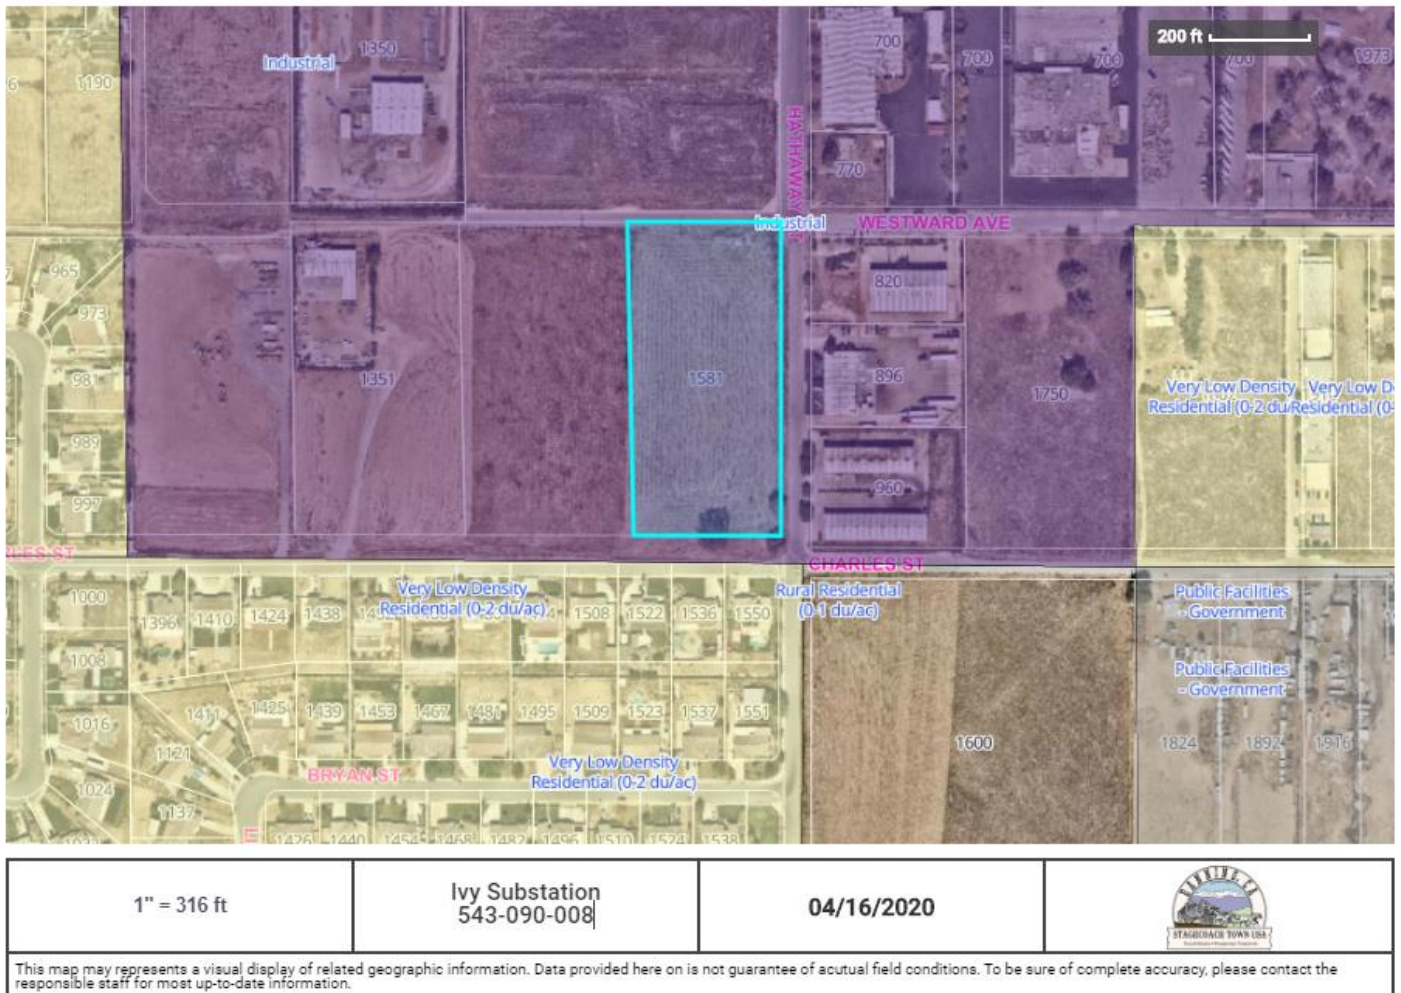 200 ft
Industrial
1350
700
700
700
700
1973
6
1190
HATHAWAY
770
Industrial
WESTWARD AVE
965
973
981
989
997
820
1581
1351
896
1750
960
Very Low Density
Residential (0-2 du
Very Low D
Residential (0-
RLES ST
CHARLES ST
1000
1008
1016
1024
Very Low Density
Residential (0-2 du/ac)
Rural Residential
(0-1 du/ac)
Public Facilities
- Government
Public Facilities
- Government
1396
1410
1424
1438
1508
1522
1536
1550
1411
1425
1439
1453
1467
1481
1495
1509
1523
1537
1551
1121
1137
BRYAN ST
Very Low Density
Residential (0-2 du/ac)
1600
1824
1892
1916
1426
1440
1454
1468
1482
1496
1510
1524
1538
1" = 316 ft
Ivy Substation
543-090-008
04/16/2020
BANNING, CA
STAGECOACH TOWN USA
This map may represents a visual display of related geographic information. Data provided here on is not guarantee of acutual field conditions. To be sure of complete accuracy, please contact the
responsible staff for most up-to-date information.